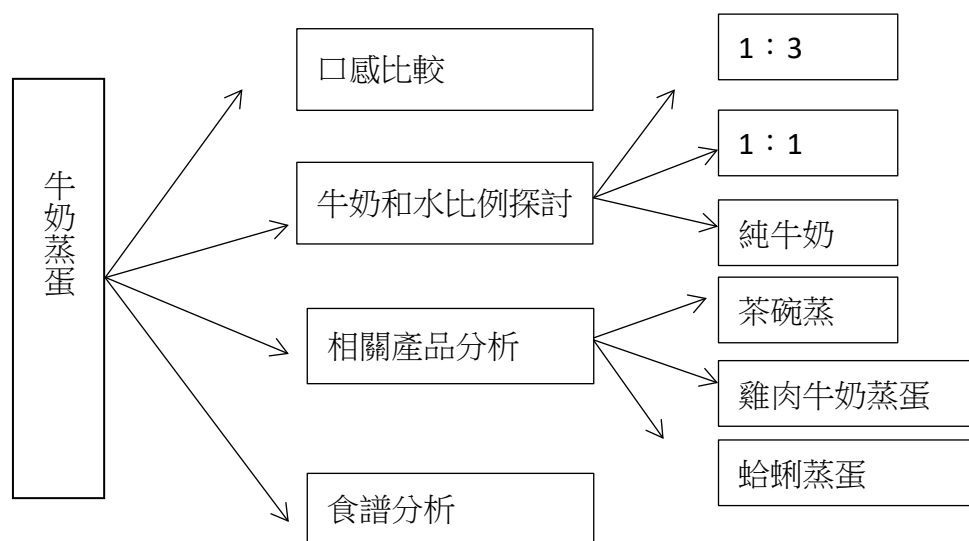 牛奶蒸蛋
口感比較
牛奶和水比例探討
相關產品分析
食譜分析
1：3
1：1
純牛奶
茶碗蒸
雞肉牛奶蒸蛋
蛤蜊蒸蛋